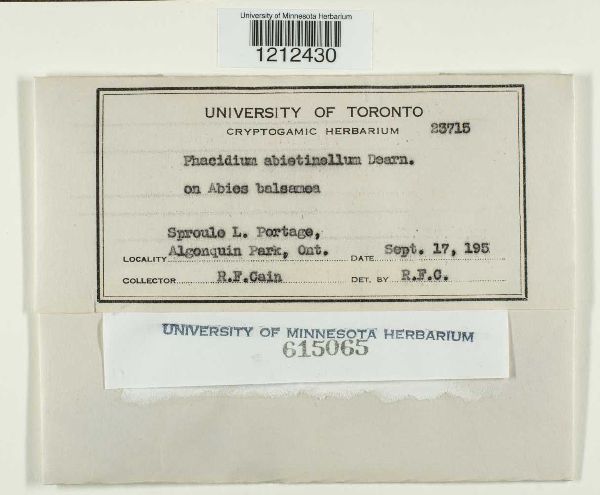 University of Minnesota Herbarium
1212430
UNIVERSITY OF TORONTO
CRYPTOGAMIC HERBARIUM 23715
Phacidium abietinellum Dearn.
on Abies balsamea
Sproule L. Portage,
LOCALITY Algonquin Park, Ont. DATE Sept. 17, 195
COLLECTOR R.F.Cain DET. BY R.F.C.
UNIVERSITY OF MINNESOTA HERBARIUM
615065